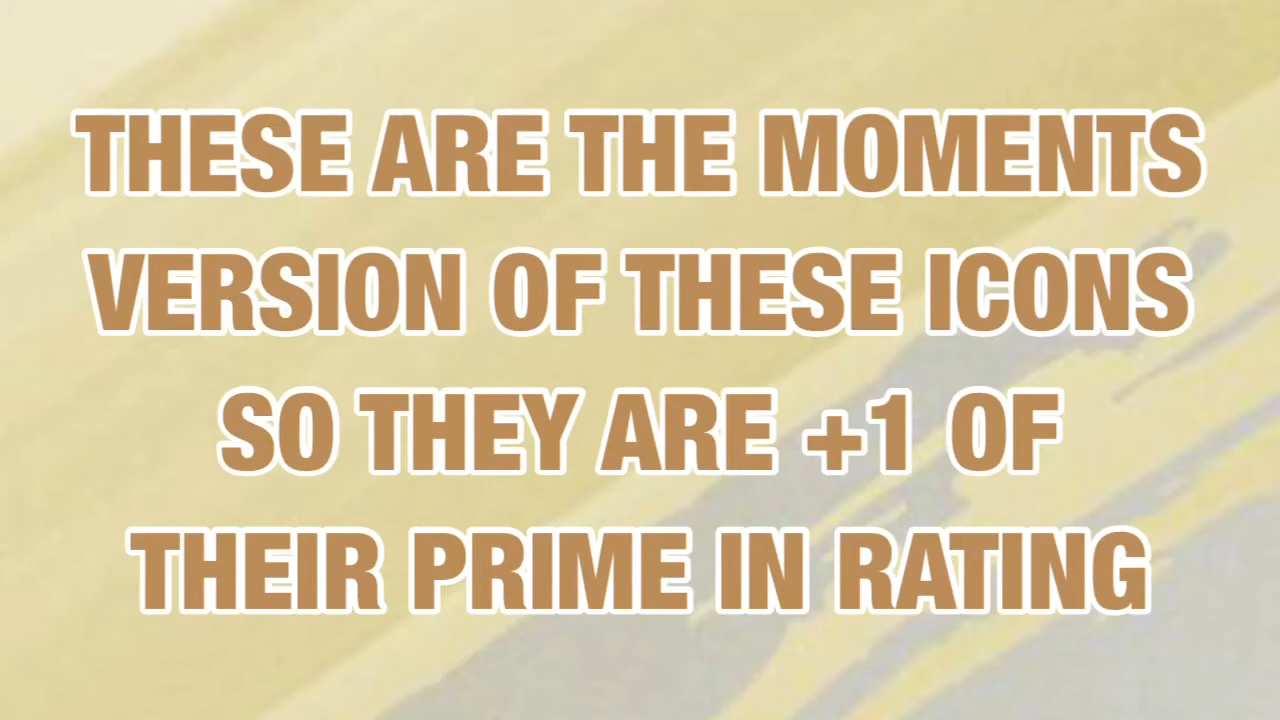 THESE ARE THE MOMENTS
VERSION OF THESE ICONS
SO THEY ARE +1 OF
THEIR PRIME IN RATING